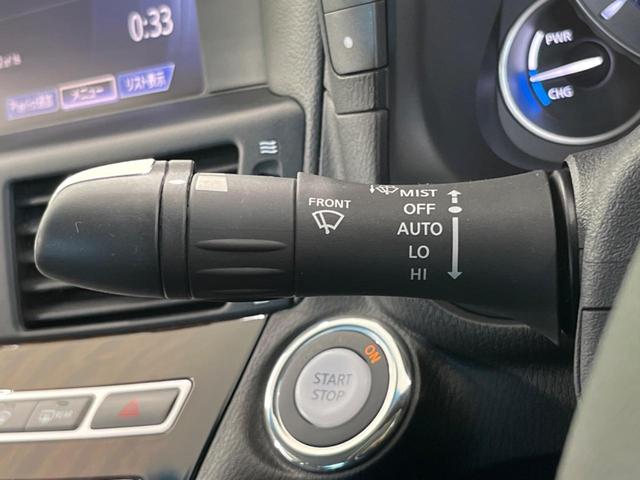 0:33
メニュー
リスト表示
PWR
CHG
MIST
OFF
FRONT
AUTO
LO
HI
ON
START
STOP